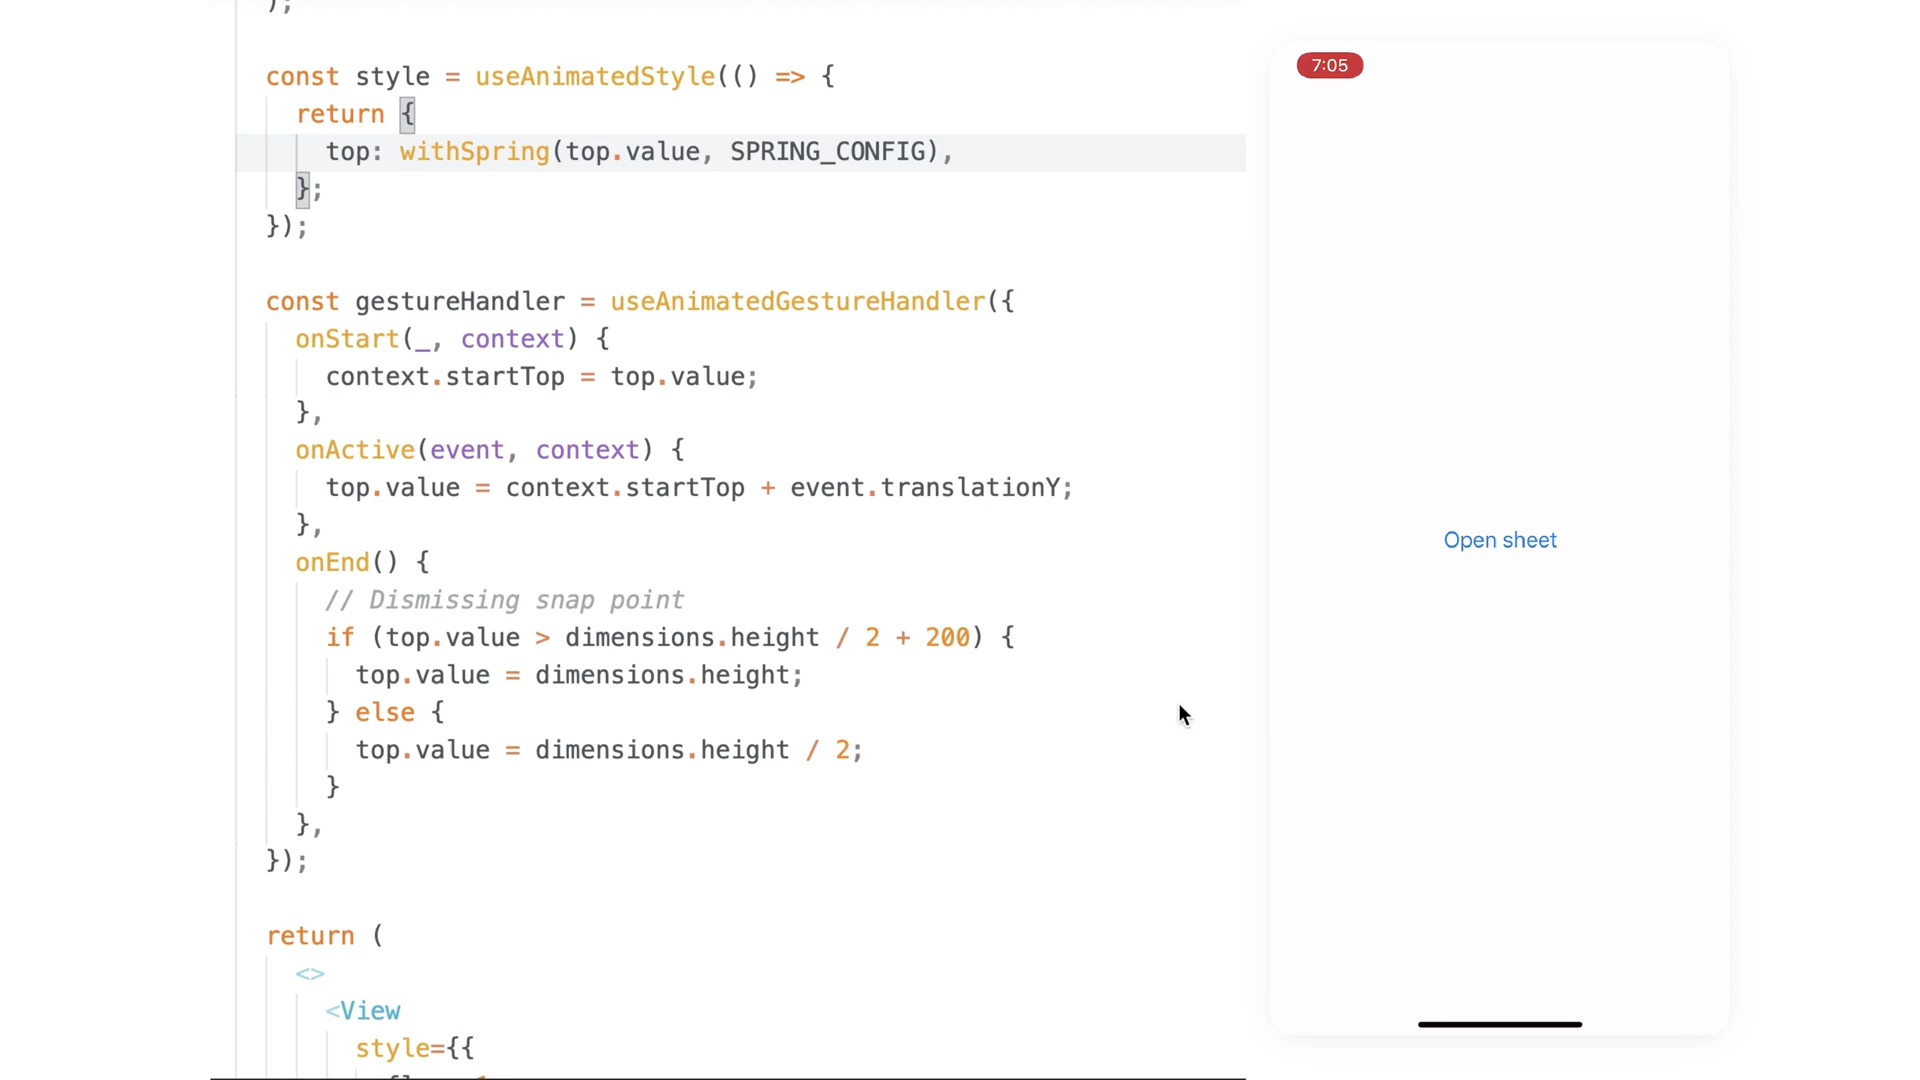 );
const style = useAnimatedStyle(() => {
return {
top: withSpring(top.value, SPRING_CONFIG),
};
});
const gestureHandler = useAnimatedGestureHandler({
onStart(_, context) {
context.startTop = top.value;
},
onActive(event, context) {
top.value = context.startTop + event.translationY;
},
onEnd() {
// Dismissing snap point
if (top.value > dimensions.height / 2 + 200) {
top.value = dimensions.height;
} else {
top.value = dimensions.height / 2;
}
},
});
return (
<>
<View
style={{
7:05
Open sheet